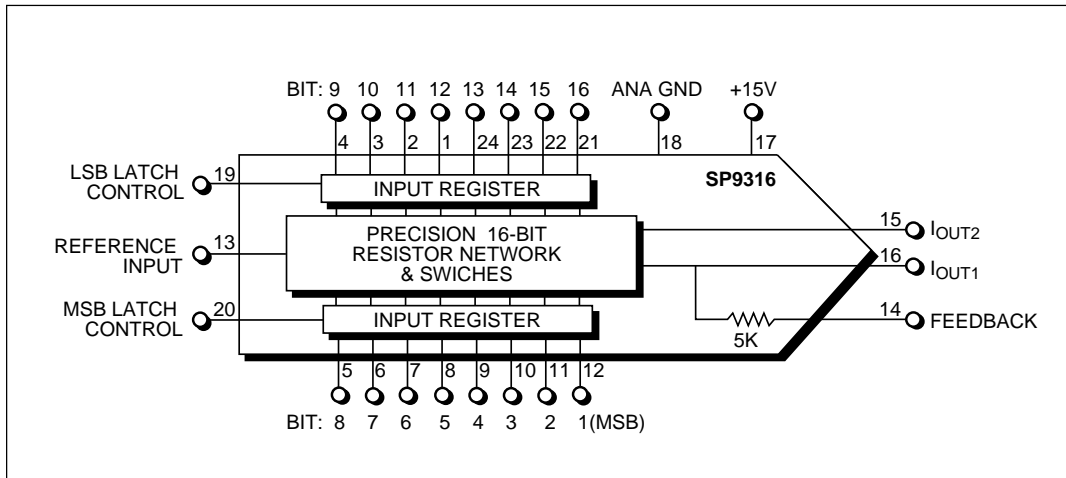 BIT: 9 10 11 12 13 14 15 16 ANA GND +15V
4 3 2 1 24 23 22 21 18 17
SP9316
LSB LATCH
CONTROL
19
INPUT REGISTER
REFERENCE
INPUT
13
PRECISION 16-BIT
RESISTOR NETWORK
& SWICHES
15 IOUT2
16 IOUT1
MSB LATCH
CONTROL
20
INPUT REGISTER
5K
14 FEEDBACK
5 6 7 8 9 10 11 12
BIT: 8 7 6 5 4 3 2 1(MSB)